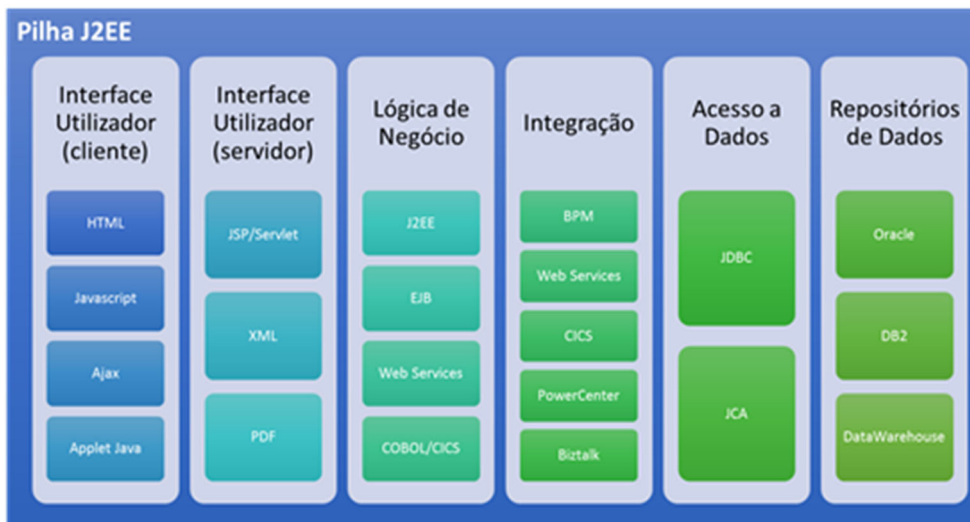 Pilha J2EE
Interface
Utilizador
(cliente)
HTML
Javascript
Ajax
Applet Java
Interface
Utilizador
(servidor)
JSP/Servlet
XML
PDF
Lógica de
Negócio
J2EE
EJB
Web Services
COBOL/CICS
Integração
BPM
Web Services
CICS
PowerCenter
Biztalk
Acesso a
Dados
JDBC
JCA
Repositórios
de Dados
Oracle
DB2
DataWarehouse